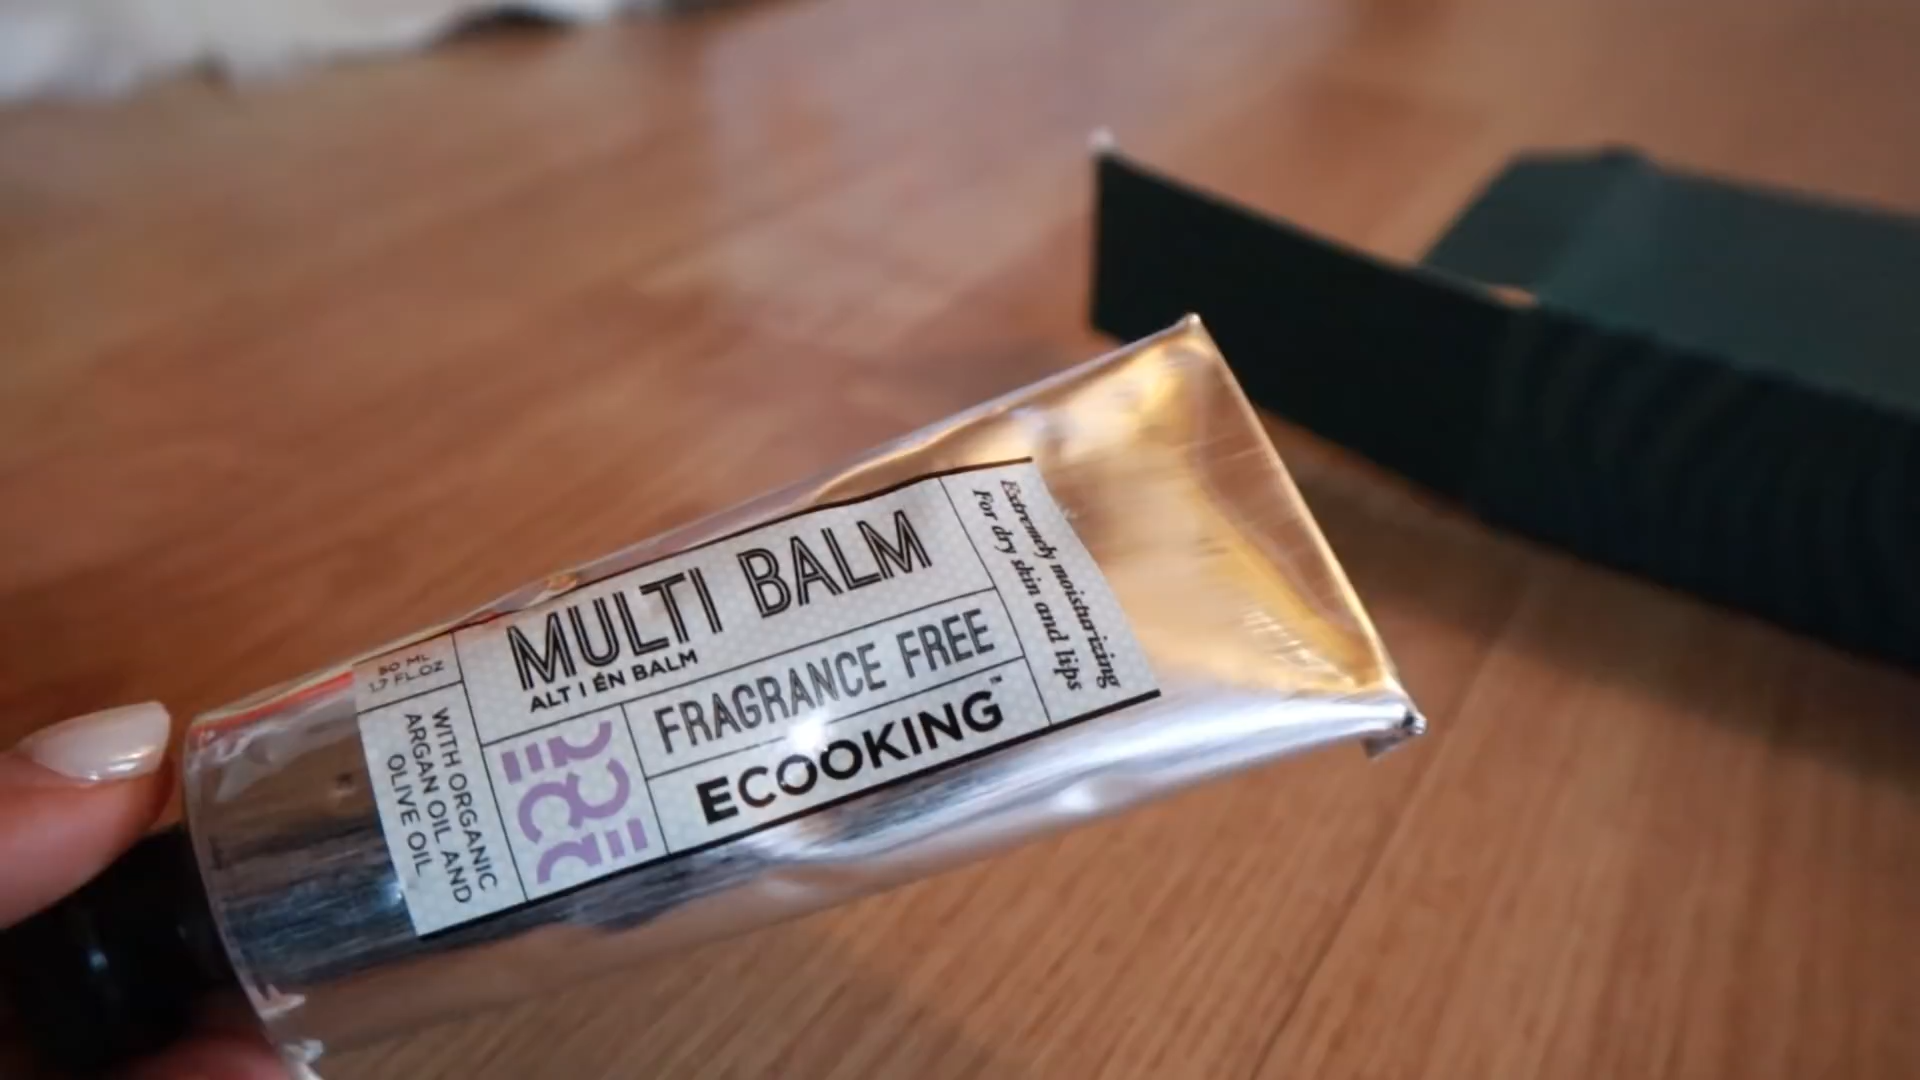 MULTI BALM
ALT I ÉN BALM
FRAGRANCE FREE
ECOOKING
Extremely moisturizing
For dry skin and lips
50 ML
1.7 FL.OZ
WITH ORGANIC
ARGAN OIL AND
OLIVE OIL